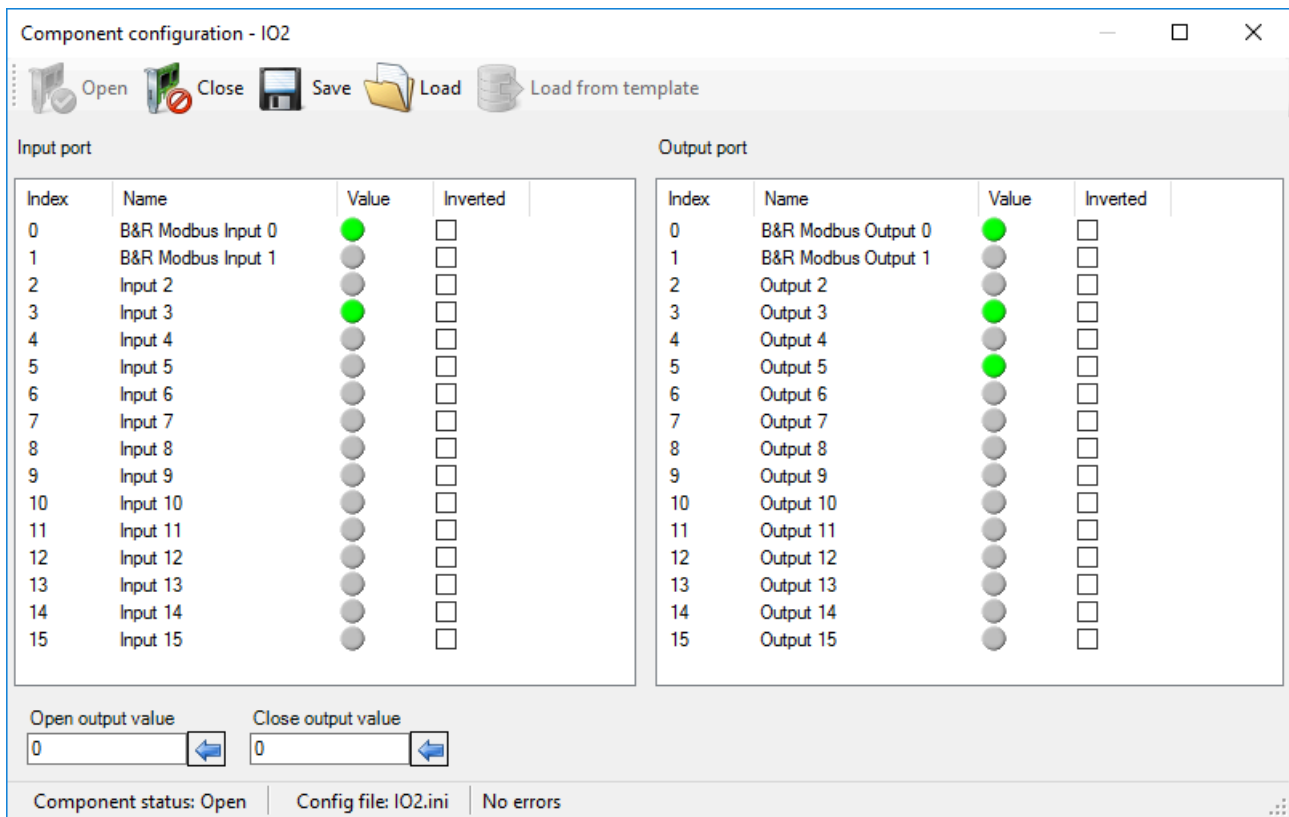 Component configuration - IO2
Open Close Save Load Load from template
Input port
Index Name Value Inverted
0 B&R Modbus Input 0
1 B&R Modbus Input 1
2 Input 2
3 Input 3
4 Input 4
5 Input 5
6 Input 6
7 Input 7
8 Input 8
9 Input 9
10 Input 10
11 Input 11
12 Input 12
13 Input 13
14 Input 14
15 Input 15
Output port
Index Name Value Inverted
0 B&R Modbus Output 0
1 B&R Modbus Output 1
2 Output 2
3 Output 3
4 Output 4
5 Output 5
6 Output 6
7 Output 7
8 Output 8
9 Output 9
10 Output 10
11 Output 11
12 Output 12
13 Output 13
14 Output 14
15 Output 15
Open output value Close output value
0 0
Component status: Open Config file: IO2.ini No errors